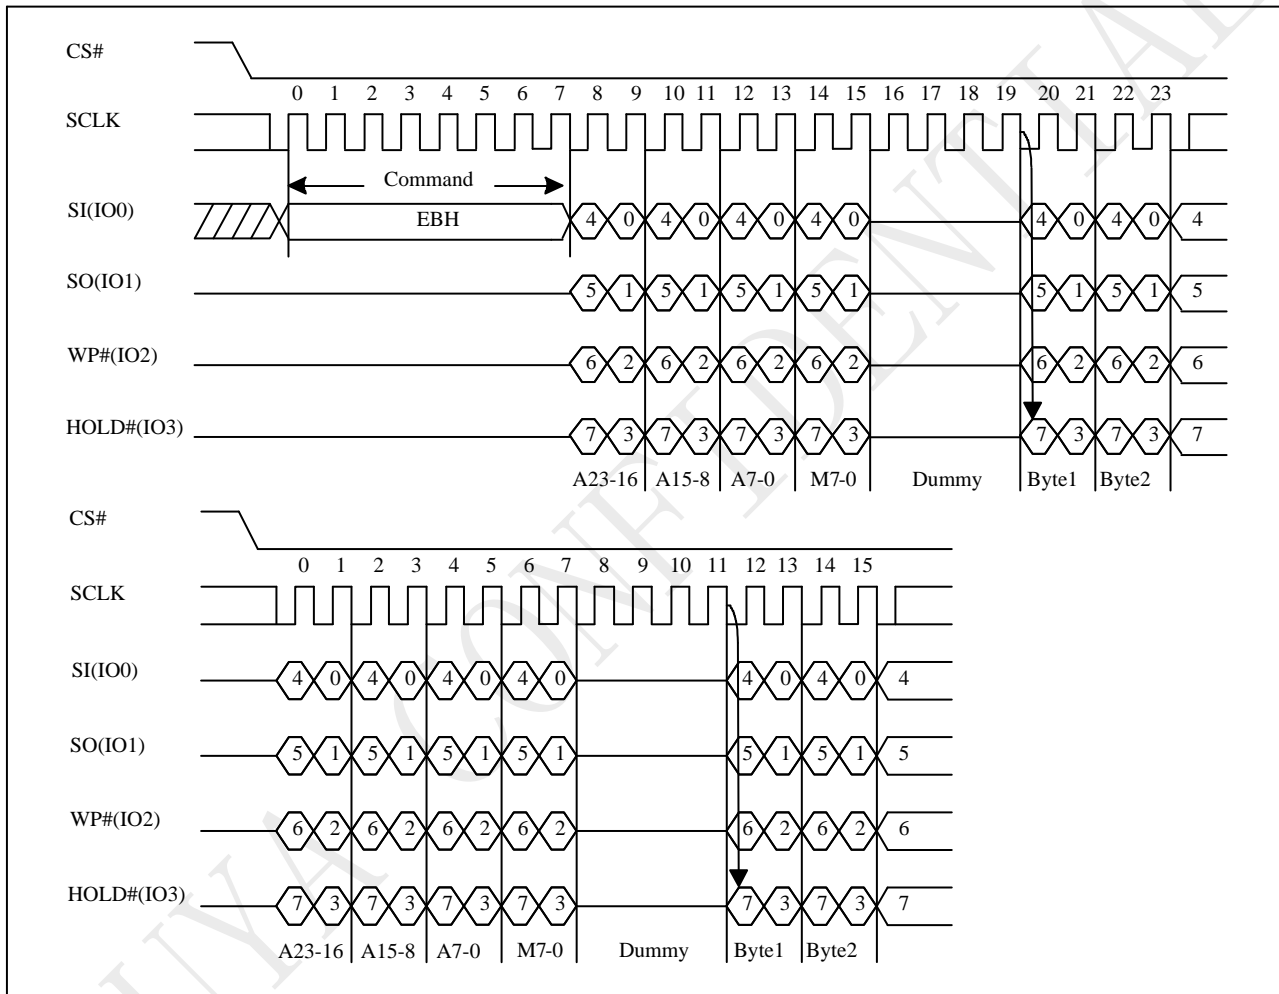 CS#
0 1 2 3 4 5 6 7 8 9 10 11 12 13 14 15 16 17 18 19 20 21 22 23
SCLK
Command
SI(IO0) EBH 4 0 4 0 4 0 4 0 4 0 4 0 4
SO(IO1) 5 1 5 1 5 1 5 1 5 1 5 1 5
WP#(IO2) 6 2 6 2 6 2 6 2 6 2 6 2 6
HOLD#(IO3) 7 3 7 3 7 3 7 3 7 3 7 3 7
A23-16 A15-8 A7-0 M7-0 Dummy Byte1 Byte2
CS#
0 1 2 3 4 5 6 7 8 9 10 11 12 13 14 15
SCLK
SI(IO0) 4 0 4 0 4 0 4 0 4 0 4 0 4
SO(IO1) 5 1 5 1 5 1 5 1 5 1 5 1 5
WP#(IO2) 6 2 6 2 6 2 6 2 6 2 6 2 6
HOLD#(IO3) 7 3 7 3 7 3 7 3 7 3 7 3 7
A23-16 A15-8 A7-0 M7-0 Dummy Byte1 Byte2
UYA CONFIDENTIAL